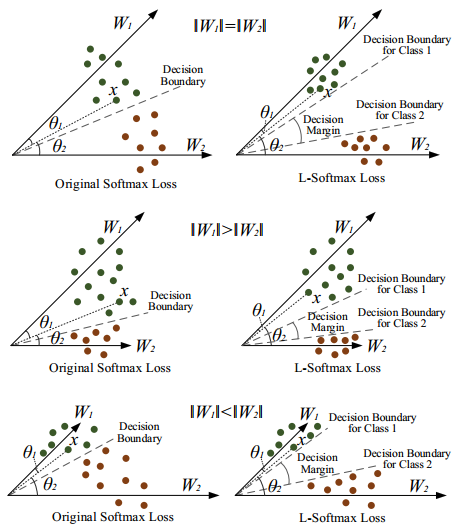 ‖W₁‖=‖W₂‖
W₁
Decision
Boundary
x
θ₁
θ₂
W₂
Original Softmax Loss
W₁
Decision Boundary
for Class 1
x
Decision Boundary
for Class 2
θ₁
Decision
Margin
θ₂
W₂
L-Softmax Loss
‖W₁‖>‖W₂‖
W₁
x
Decision
Boundary
θ₁
θ₂
W₂
Original Softmax Loss
W₁
Decision Boundary
for Class 1
x
θ₁
Decision
Margin
Decision Boundary
for Class 2
θ₂
W₂
L-Softmax Loss
‖W₁‖<‖W₂‖
W₁
Decision
Boundary
x
θ₁
θ₂
W₂
Original Softmax Loss
W₁
Decision Boundary
for Class 1
x
θ₁
Decision
Margin
Decision Boundary
for Class 2
θ₂
W₂
L-Softmax Loss